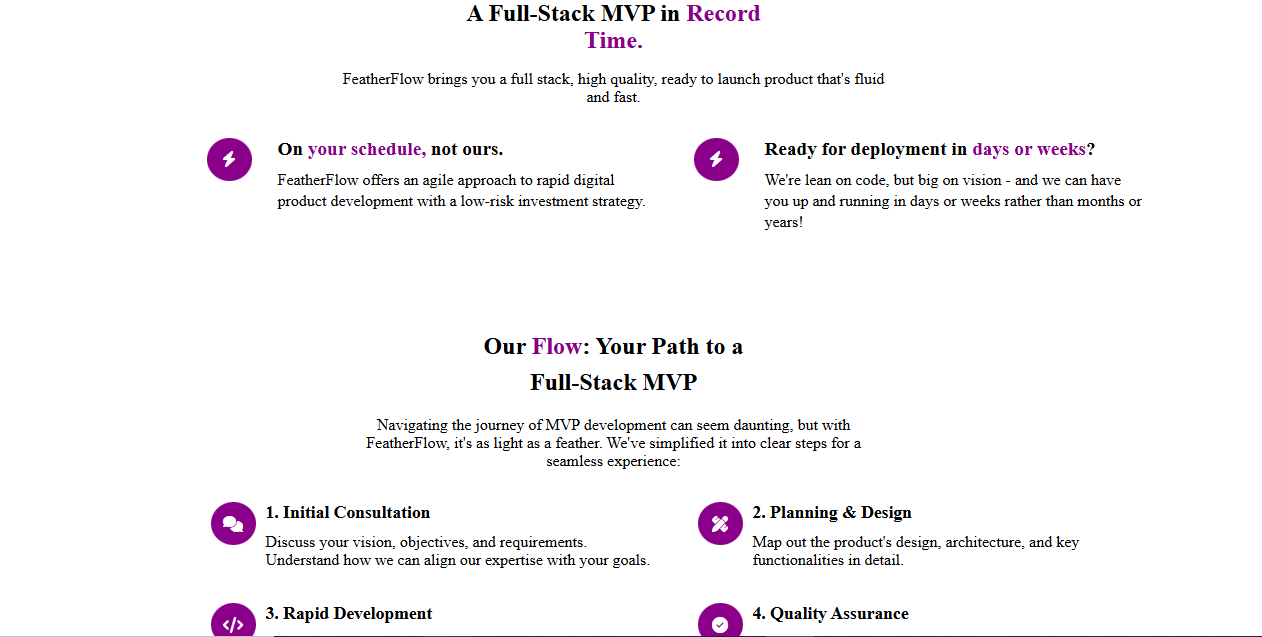 A Full-Stack MVP in Record
Time.
FeatherFlow brings you a full stack, high quality, ready to launch product that's fluid
and fast.
On your schedule, not ours.
FeatherFlow offers an agile approach to rapid digital
product development with a low-risk investment strategy.
Ready for deployment in days or weeks?
We're lean on code, but big on vision - and we can have
you up and running in days or weeks rather than months or
years!
Our Flow: Your Path to a
Full-Stack MVP
Navigating the journey of MVP development can seem daunting, but with
FeatherFlow, it's as light as a feather. We've simplified it into clear steps for a
seamless experience:
1. Initial Consultation
Discuss your vision, objectives, and requirements.
Understand how we can align our expertise with your goals.
2. Planning & Design
Map out the product's design, architecture, and key
functionalities in detail.
3. Rapid Development
4. Quality Assurance